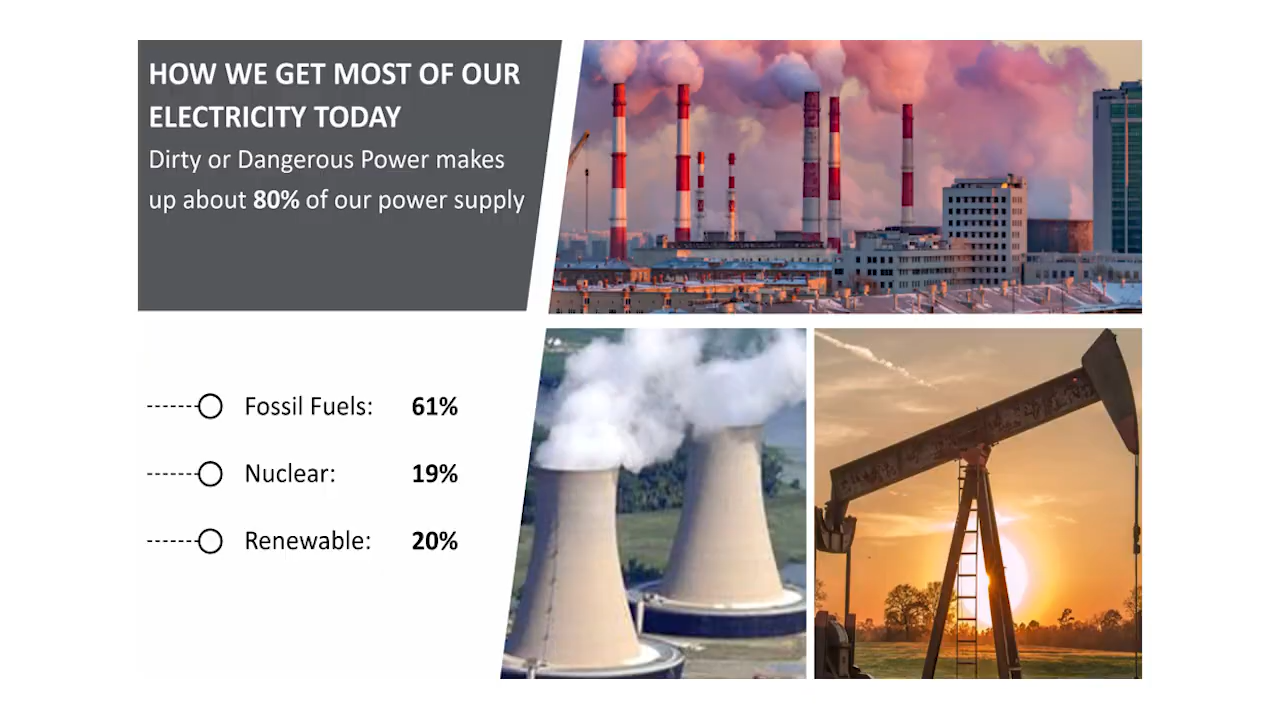 HOW WE GET MOST OF OUR
ELECTRICITY TODAY
Dirty or Dangerous Power makes
up about 80% of our power supply
Fossil Fuels: 61%
Nuclear: 19%
Renewable: 20%